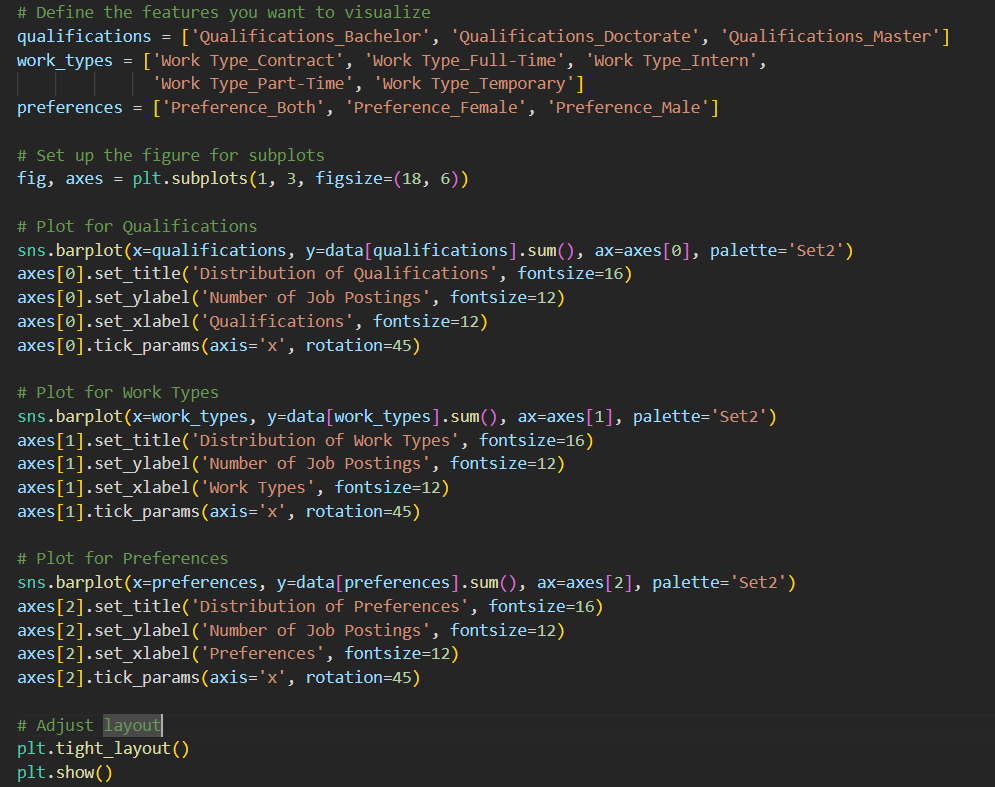 # Define the features you want to visualize
qualifications = ['Qualifications_Bachelor', 'Qualifications_Doctorate', 'Qualifications_Master']
work_types = ['Work Type_Contract', 'Work Type_Full-Time', 'Work Type_Intern',
'Work Type_Part-Time', 'Work Type_Temporary']
preferences = ['Preference_Both', 'Preference_Female', 'Preference_Male']
# Set up the figure for subplots
fig, axes = plt.subplots(1, 3, figsize=(18, 6))
# Plot for Qualifications
sns.barplot(x=qualifications, y=data[qualifications].sum(), ax=axes[0], palette='Set2')
axes[0].set_title('Distribution of Qualifications', fontsize=16)
axes[0].set_ylabel('Number of Job Postings', fontsize=12)
axes[0].set_xlabel('Qualifications', fontsize=12)
axes[0].tick_params(axis='x', rotation=45)
# Plot for Work Types
sns.barplot(x=work_types, y=data[work_types].sum(), ax=axes[1], palette='Set2')
axes[1].set_title('Distribution of Work Types', fontsize=16)
axes[1].set_ylabel('Number of Job Postings', fontsize=12)
axes[1].set_xlabel('Work Types', fontsize=12)
axes[1].tick_params(axis='x', rotation=45)
# Plot for Preferences
sns.barplot(x=preferences, y=data[preferences].sum(), ax=axes[2], palette='Set2')
axes[2].set_title('Distribution of Preferences', fontsize=16)
axes[2].set_ylabel('Number of Job Postings', fontsize=12)
axes[2].set_xlabel('Preferences', fontsize=12)
axes[2].tick_params(axis='x', rotation=45)
# Adjust layout
plt.tight_layout()
plt.show()